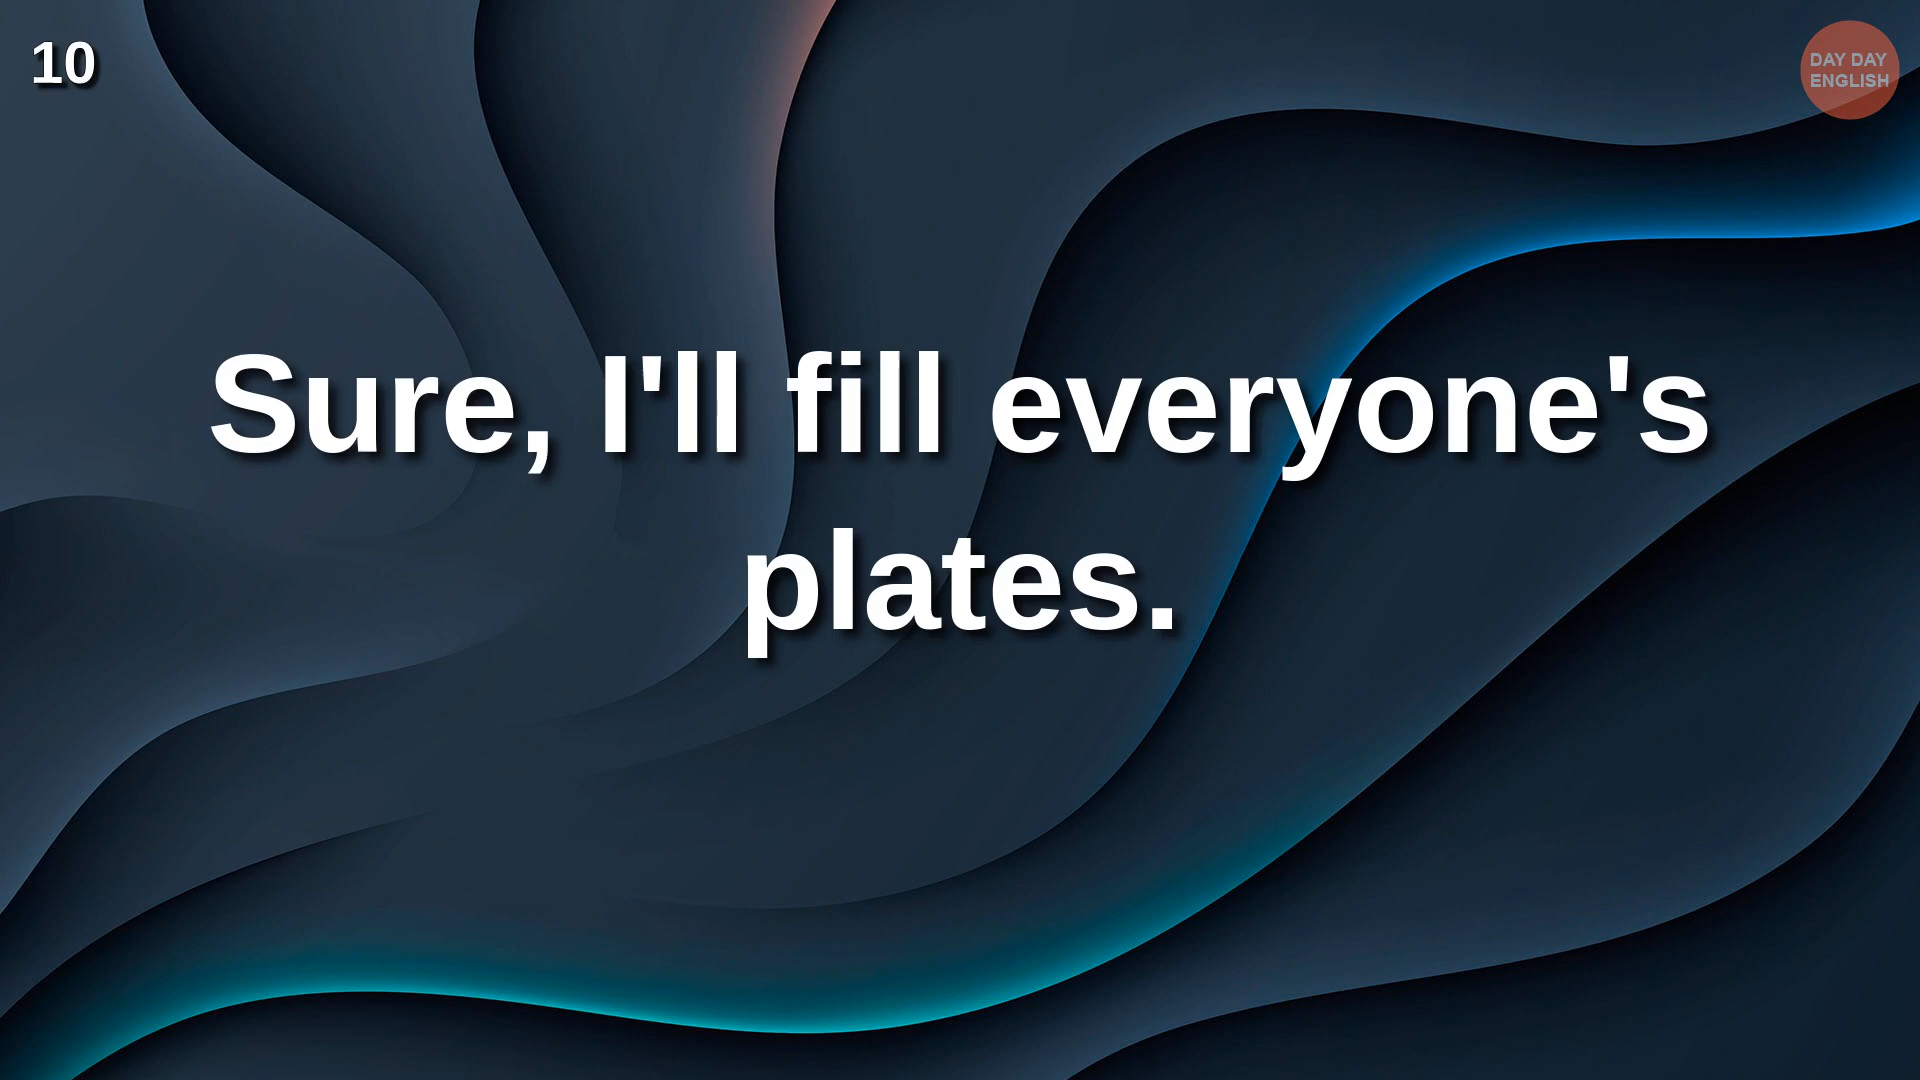 10
DAY DAY
ENGLISH
Sure, I'll fill everyone's
plates.